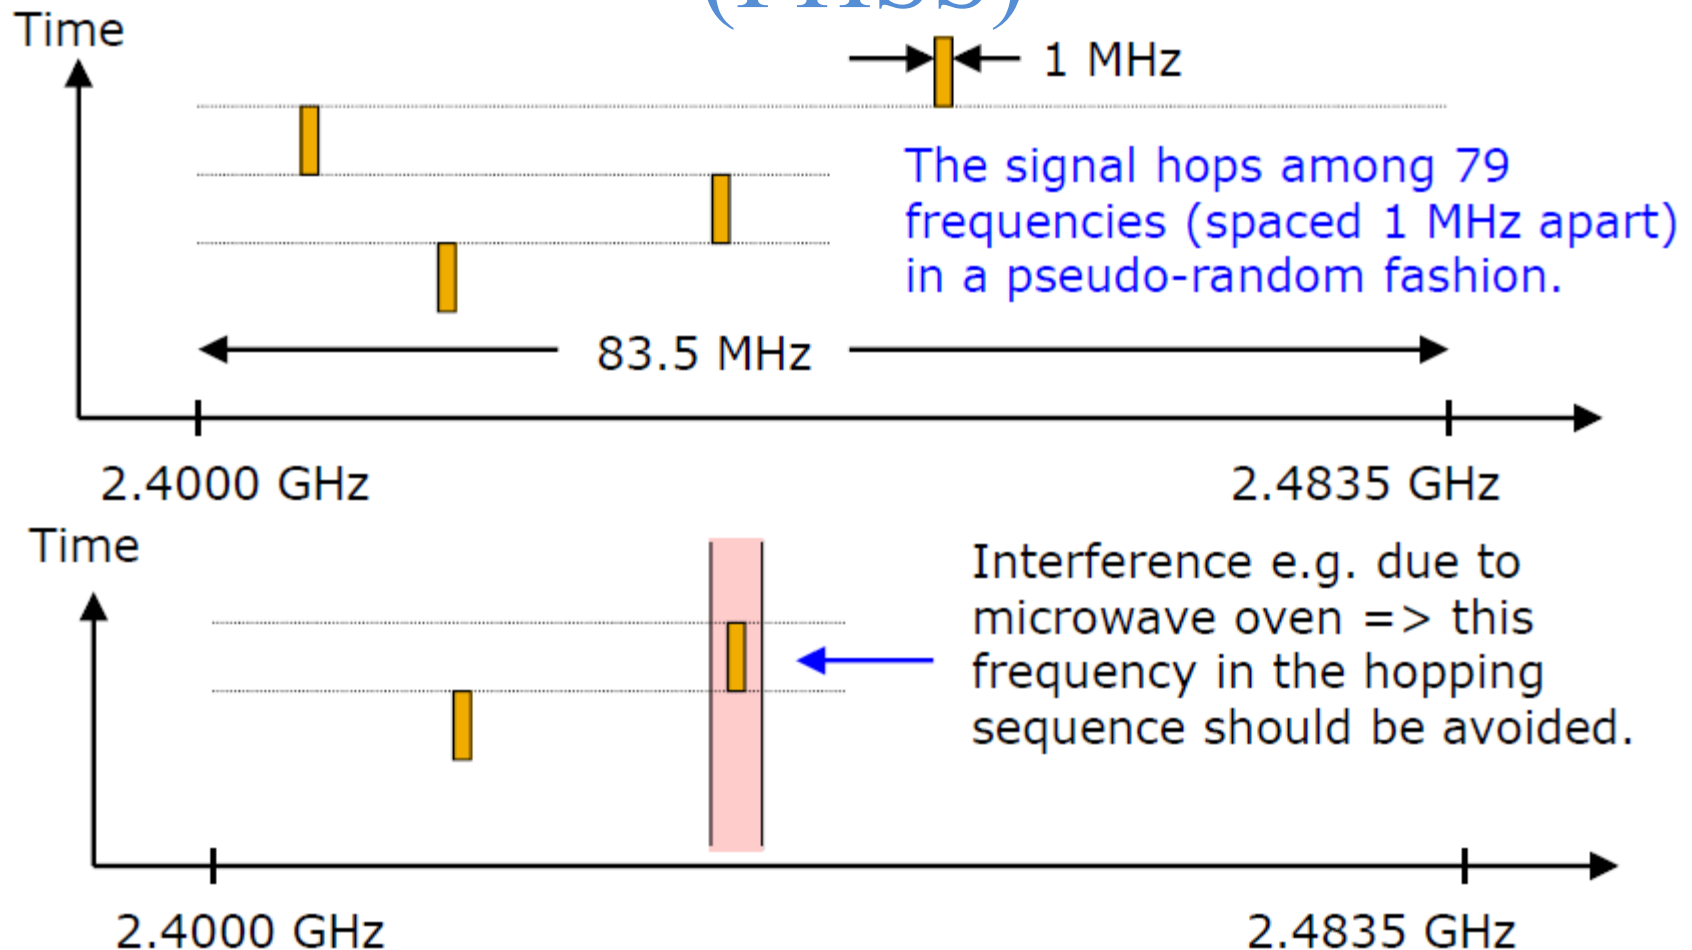 (FHSS)
Time
1 MHz
The signal hops among 79
frequencies (spaced 1 MHz apart)
in a pseudo-random fashion.
83.5 MHz
2.4000 GHz
2.4835 GHz
Time
Interference e.g. due to
microwave oven => this
frequency in the hopping
sequence should be avoided.
2.4000 GHz
2.4835 GHz